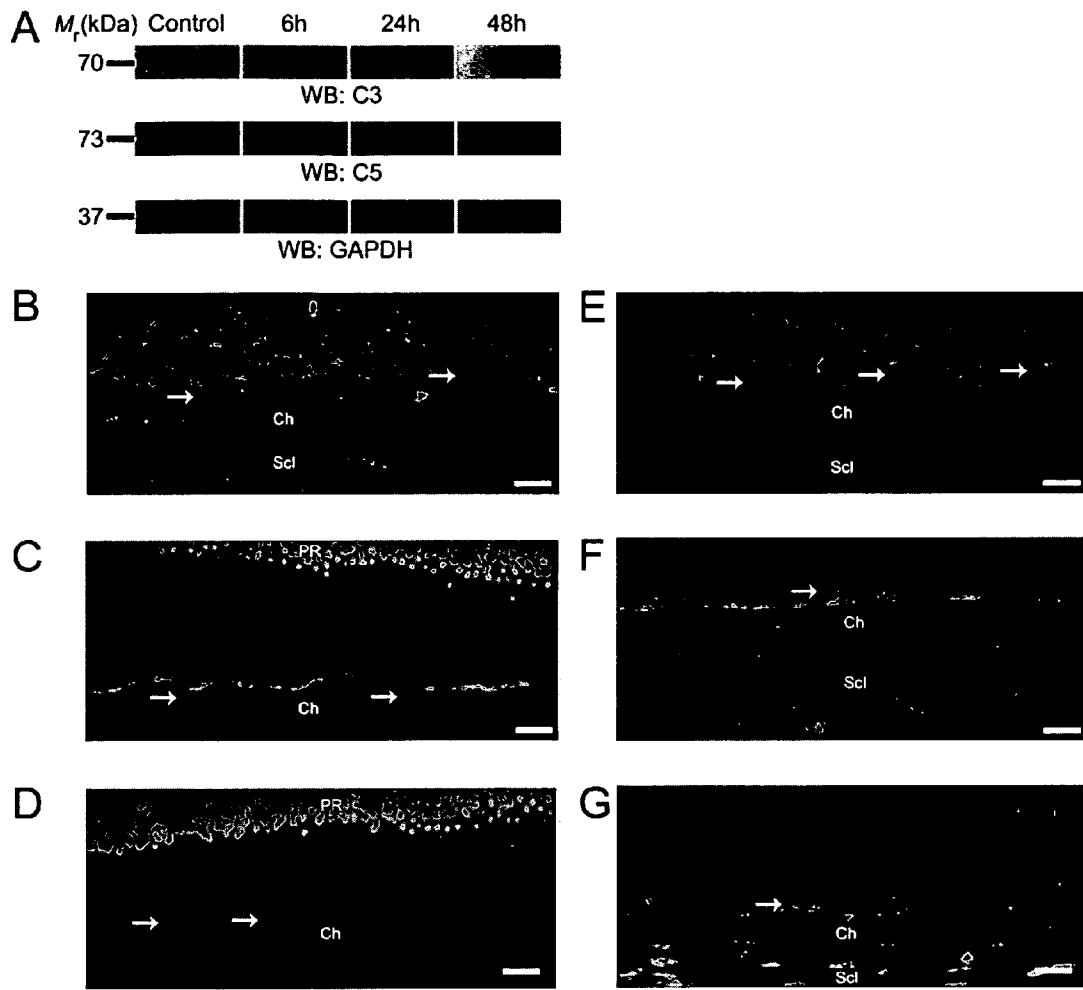 A
Mr(kDa) Control 6h 24h 48h
70
WB: C3
73
WB: C5
37
WB: GAPDH
B
Ch
Scl
E
Ch
Scl
C
PR
Ch
F
Ch
Scl
D
PR
Ch
G
Ch
Scl